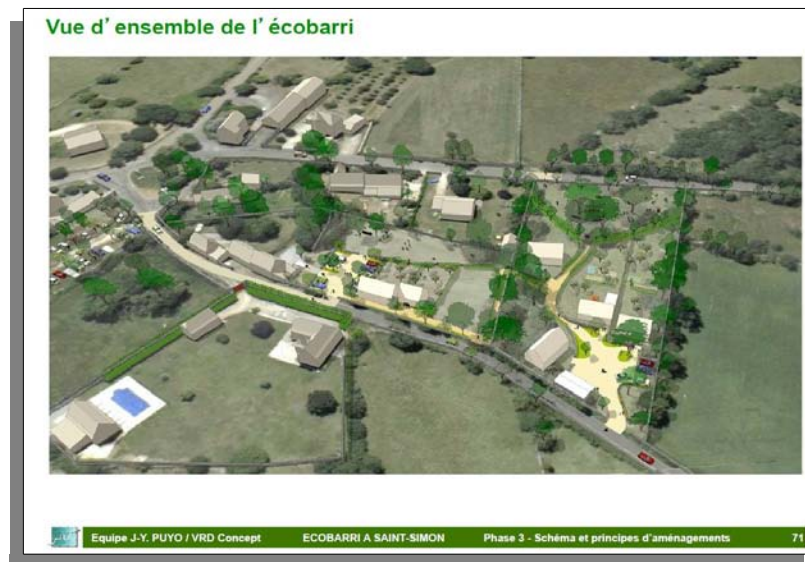 Vue d'ensemble de l'écobarri
Equipe J-Y. PUYO / VRD Concept ECOBARRI A SAINT-SIMON Phase 3 - Schéma et principes d'aménagements 71